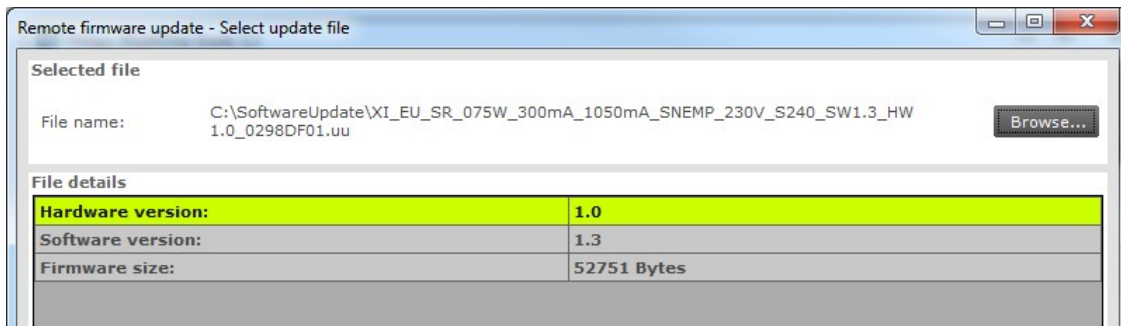 Remote firmware update - Select update file
Selected file
File name:
C:\SoftwareUpdate\XI_EU_SR_075W_300mA_1050mA_SNEMP_230V_S240_SW1.3_HW
1.0_0298DF01.uu
Browse...
File details
Hardware version: 1.0
Software version: 1.3
Firmware size: 52751 Bytes